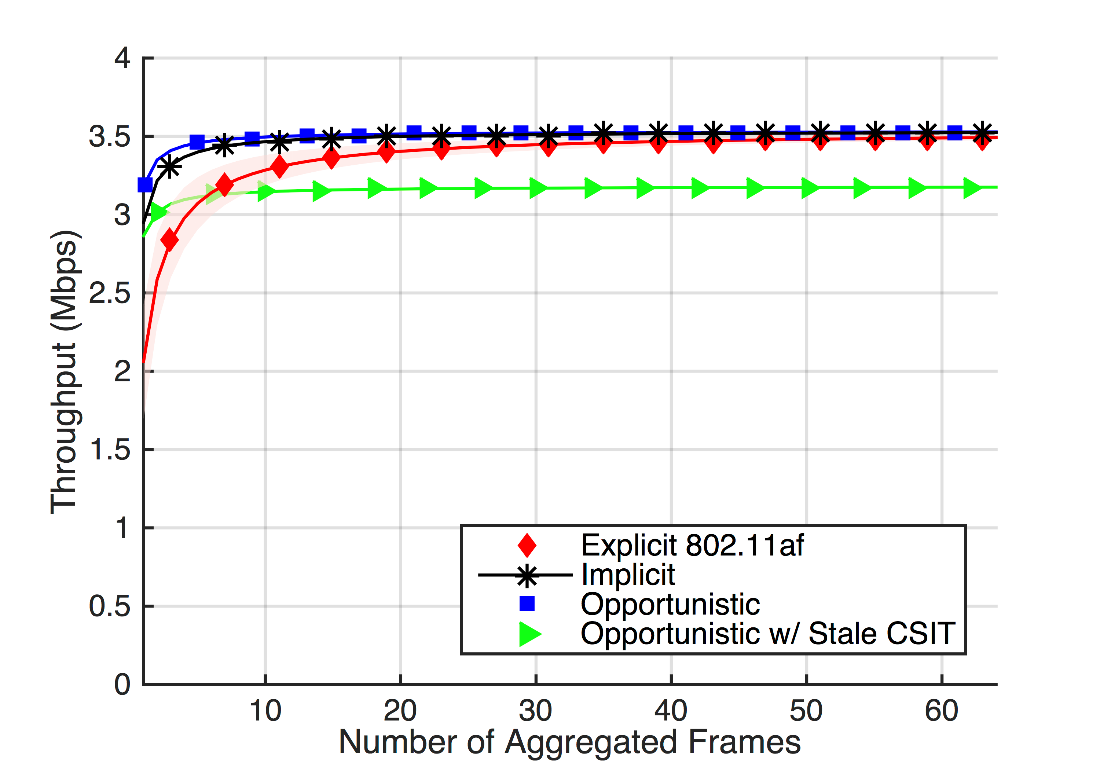 4
3.5
3
2.5
2
1.5
1
0.5
0
Throughput (Mbps)
Explicit 802.11af
Implicit
Opportunistic
Opportunistic w/ Stale CSIT
10 20 30 40 50 60
Number of Aggregated Frames